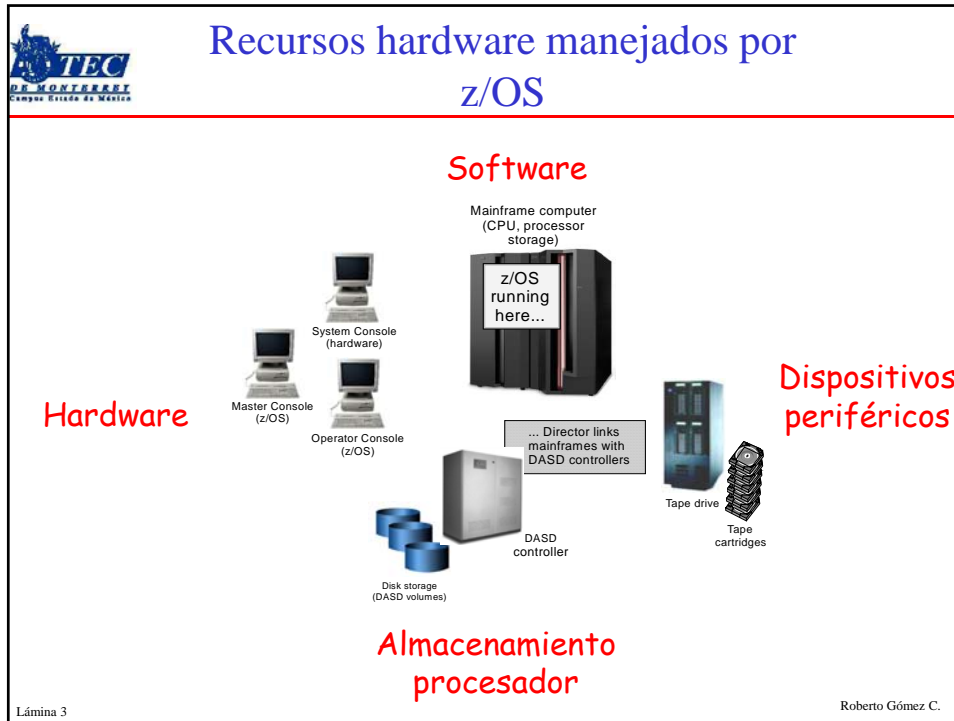 TEC
DE MONTERREY
Campus Estado de México
Recursos hardware manejados por
z/OS
Software
Mainframe computer
(CPU, processor
storage)
z/OS
running
here...
System Console
(hardware)
Master Console
(z/OS)
Operator Console
(z/OS)
Hardware
Dispositivos
periféricos
... Director links
mainframes with
DASD controllers
Tape drive
Tape
cartridges
DASD
controller
Disk storage
(DASD volumes)
Almacenamiento
procesador
Lámina 3
Roberto Gómez C.